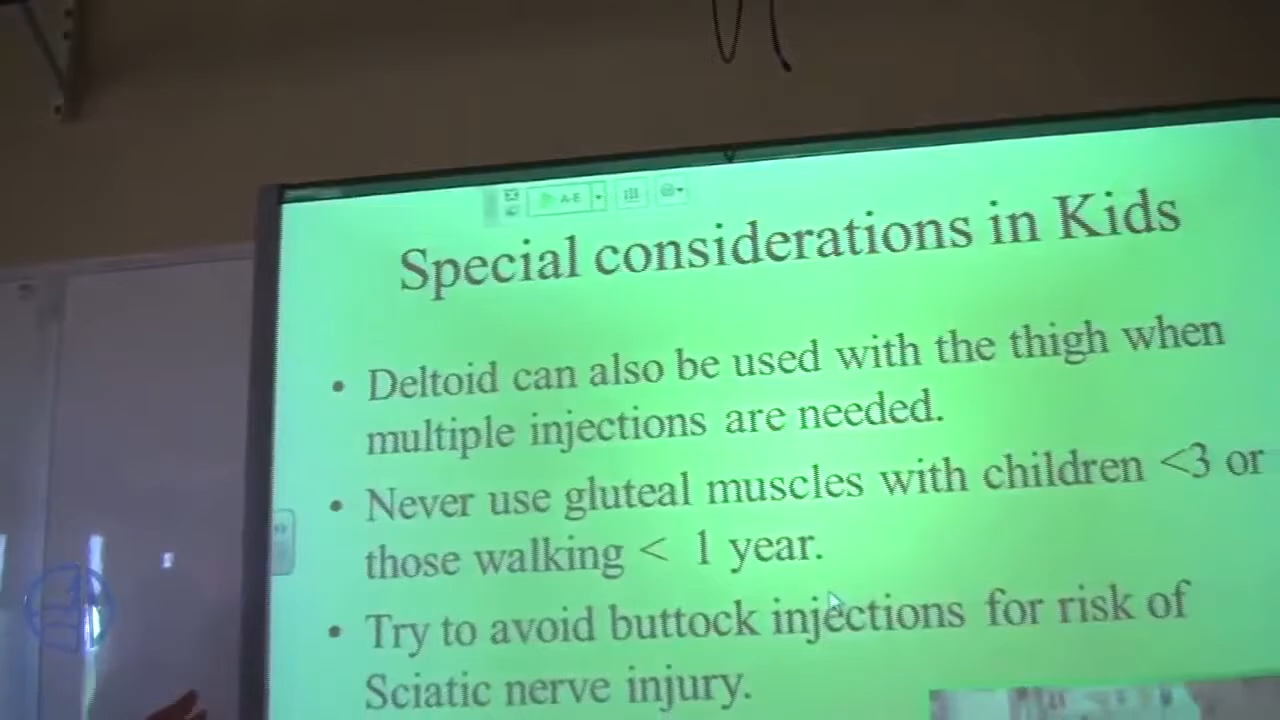 A-E
Special considerations in Kids
• Deltoid can also be used with the thigh when
multiple injections are needed.
• Never use gluteal muscles with children <3 or
those walking < 1 year.
• Try to avoid buttock injections for risk of
Sciatic nerve injury.